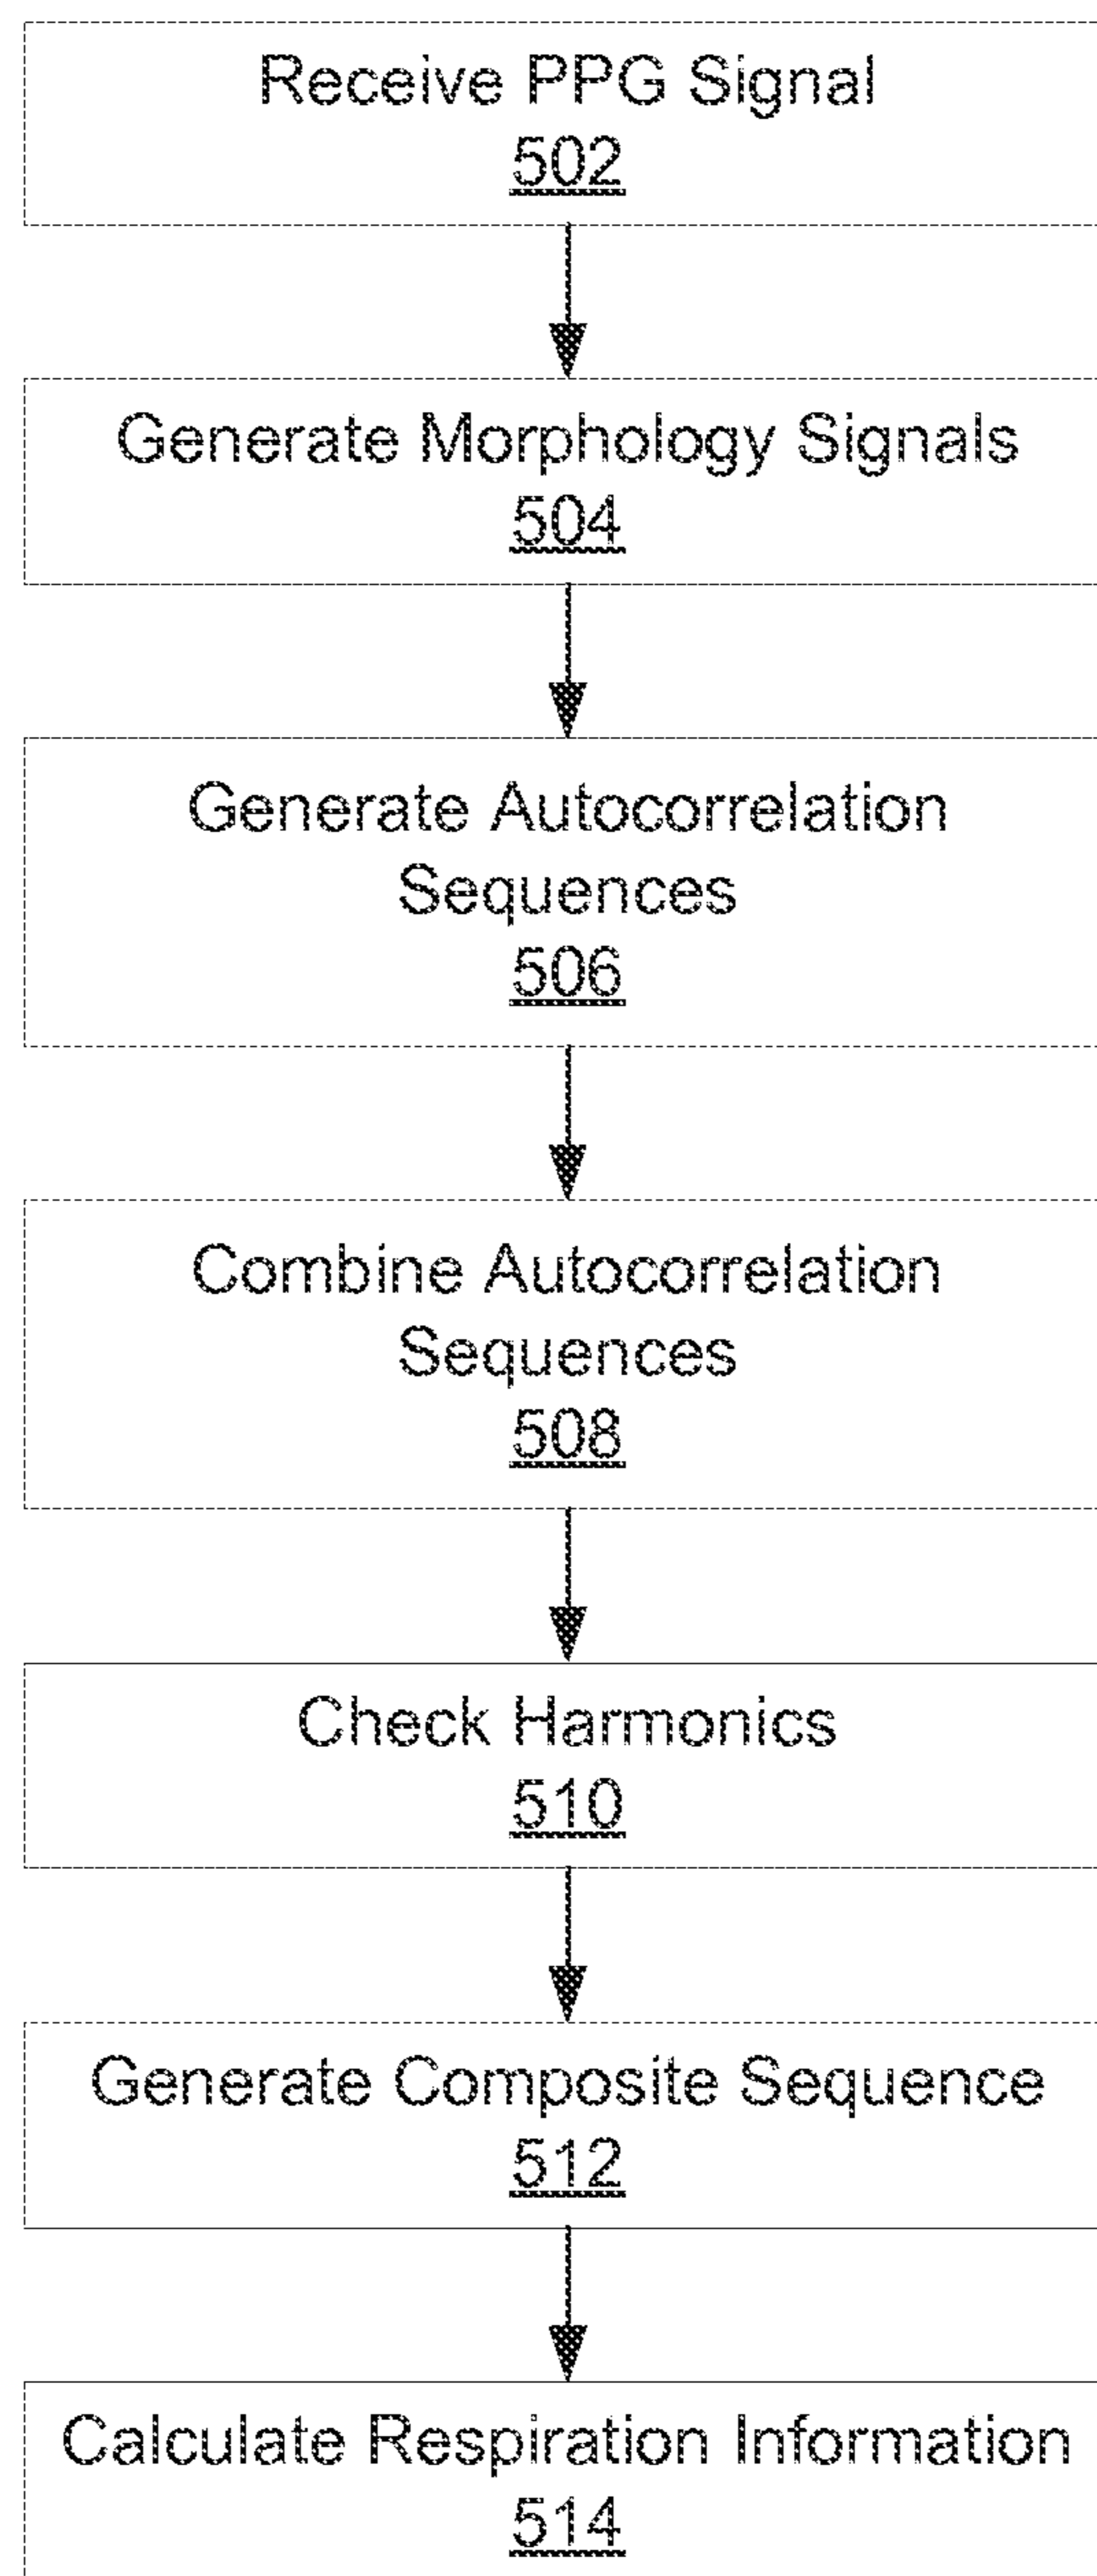 Receive PPG Signal
502
Generate Morphology Signals
504
Generate Autocorrelation
Sequences
506
Combine Autocorrelation
Sequences
508
Check Harmonics
510
Generate Composite Sequence
512
Calculate Respiration Information
514